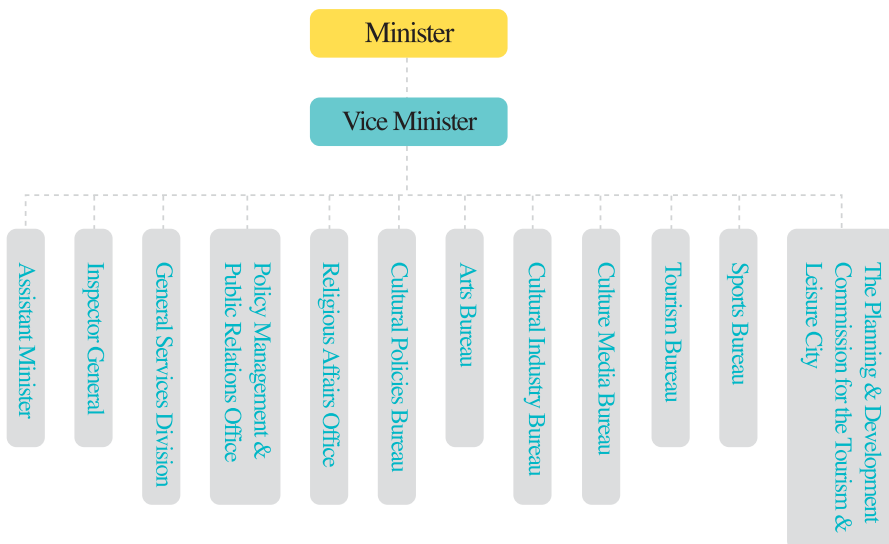 Minister
Vice Minister
Assistant Minister
Inspector General
General Services Division
Policy Management &
Public Relations Office
Religious Affairs Office
Cultural Policies Bureau
Arts Bureau
Cultural Industry Bureau
Culture Media Bureau
Tourism Bureau
Sports Bureau
The Planning & Development
Commission for the Tourism &
Leisure City